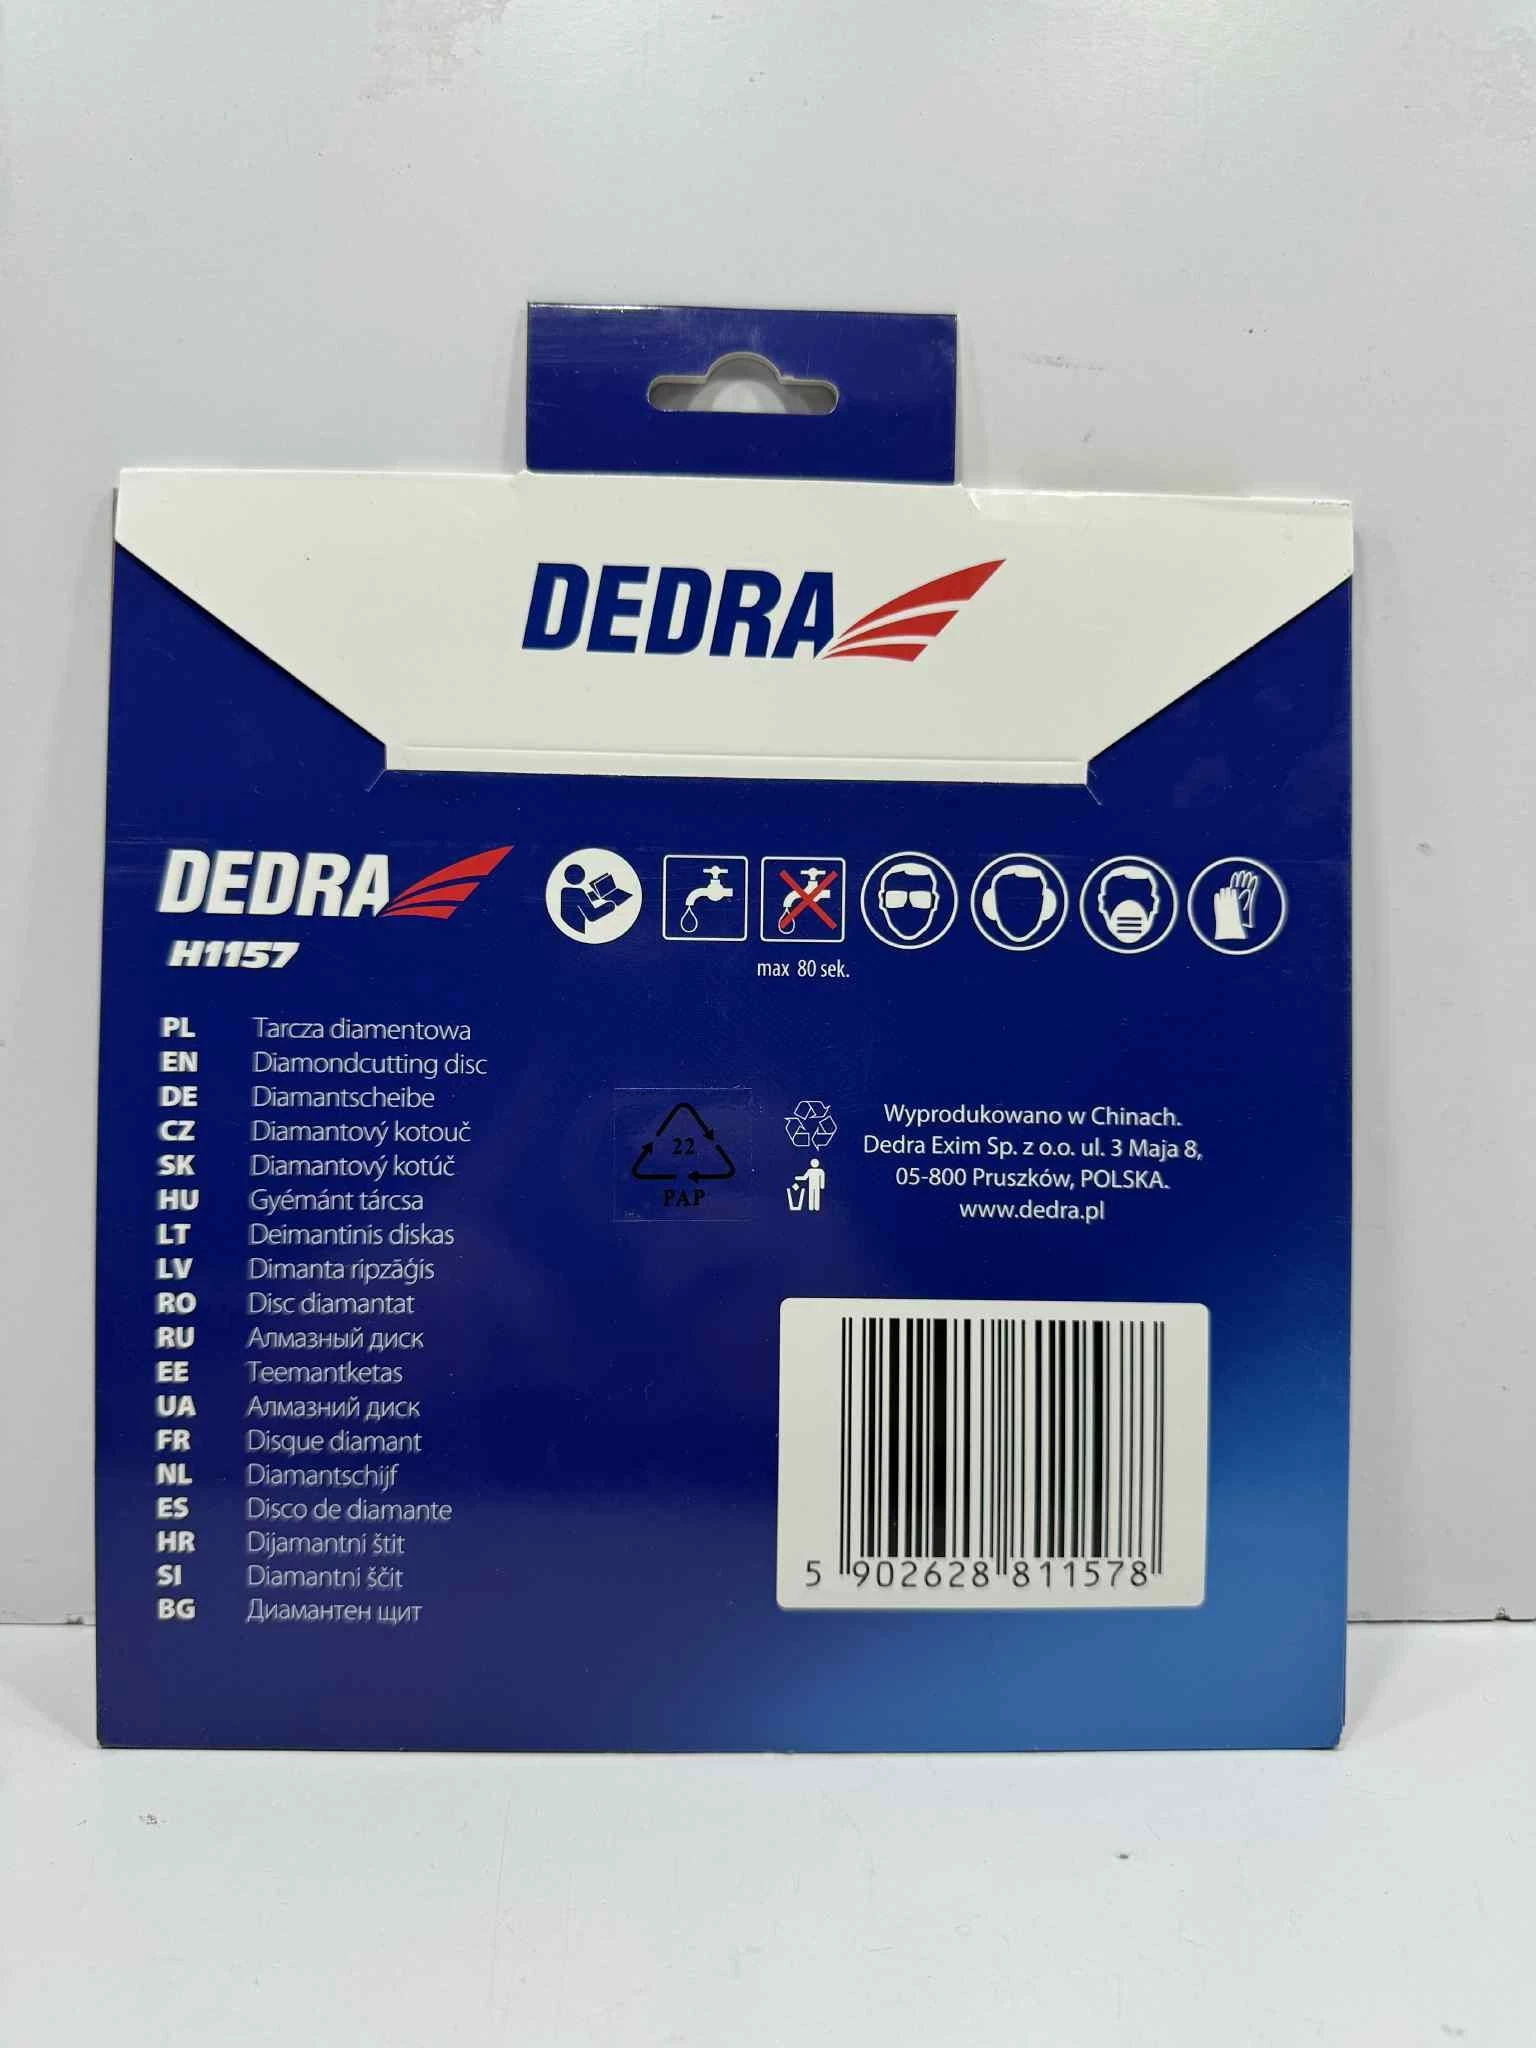 DEDRA
DEDRA
H1157
max 80 sek.
PL Tarcza diamentowa
EN Diamondcutting disc
DE Diamantscheibe
CZ Diamantový kotouč
SK Diamantový kotúč
HU Gyémánt tárcsa
LT Deimantinis diskas
LV Dimanta ripzāģis
RO Disc diamantat
RU Алмазный диск
EE Teemantketas
UA Алмазний диск
FR Disque diamant
NL Diamantschijf
ES Disco de diamante
HR Dijamantni štit
SI Diamantni ščit
BG Диамантен щит
22
PAP
Wyprodukowano w Chinach.
Dedra Exim Sp. z o.o. ul. 3 Maja 8,
05-800 Pruszków, POLSKA.
www.dedra.pl
5 902628 811578